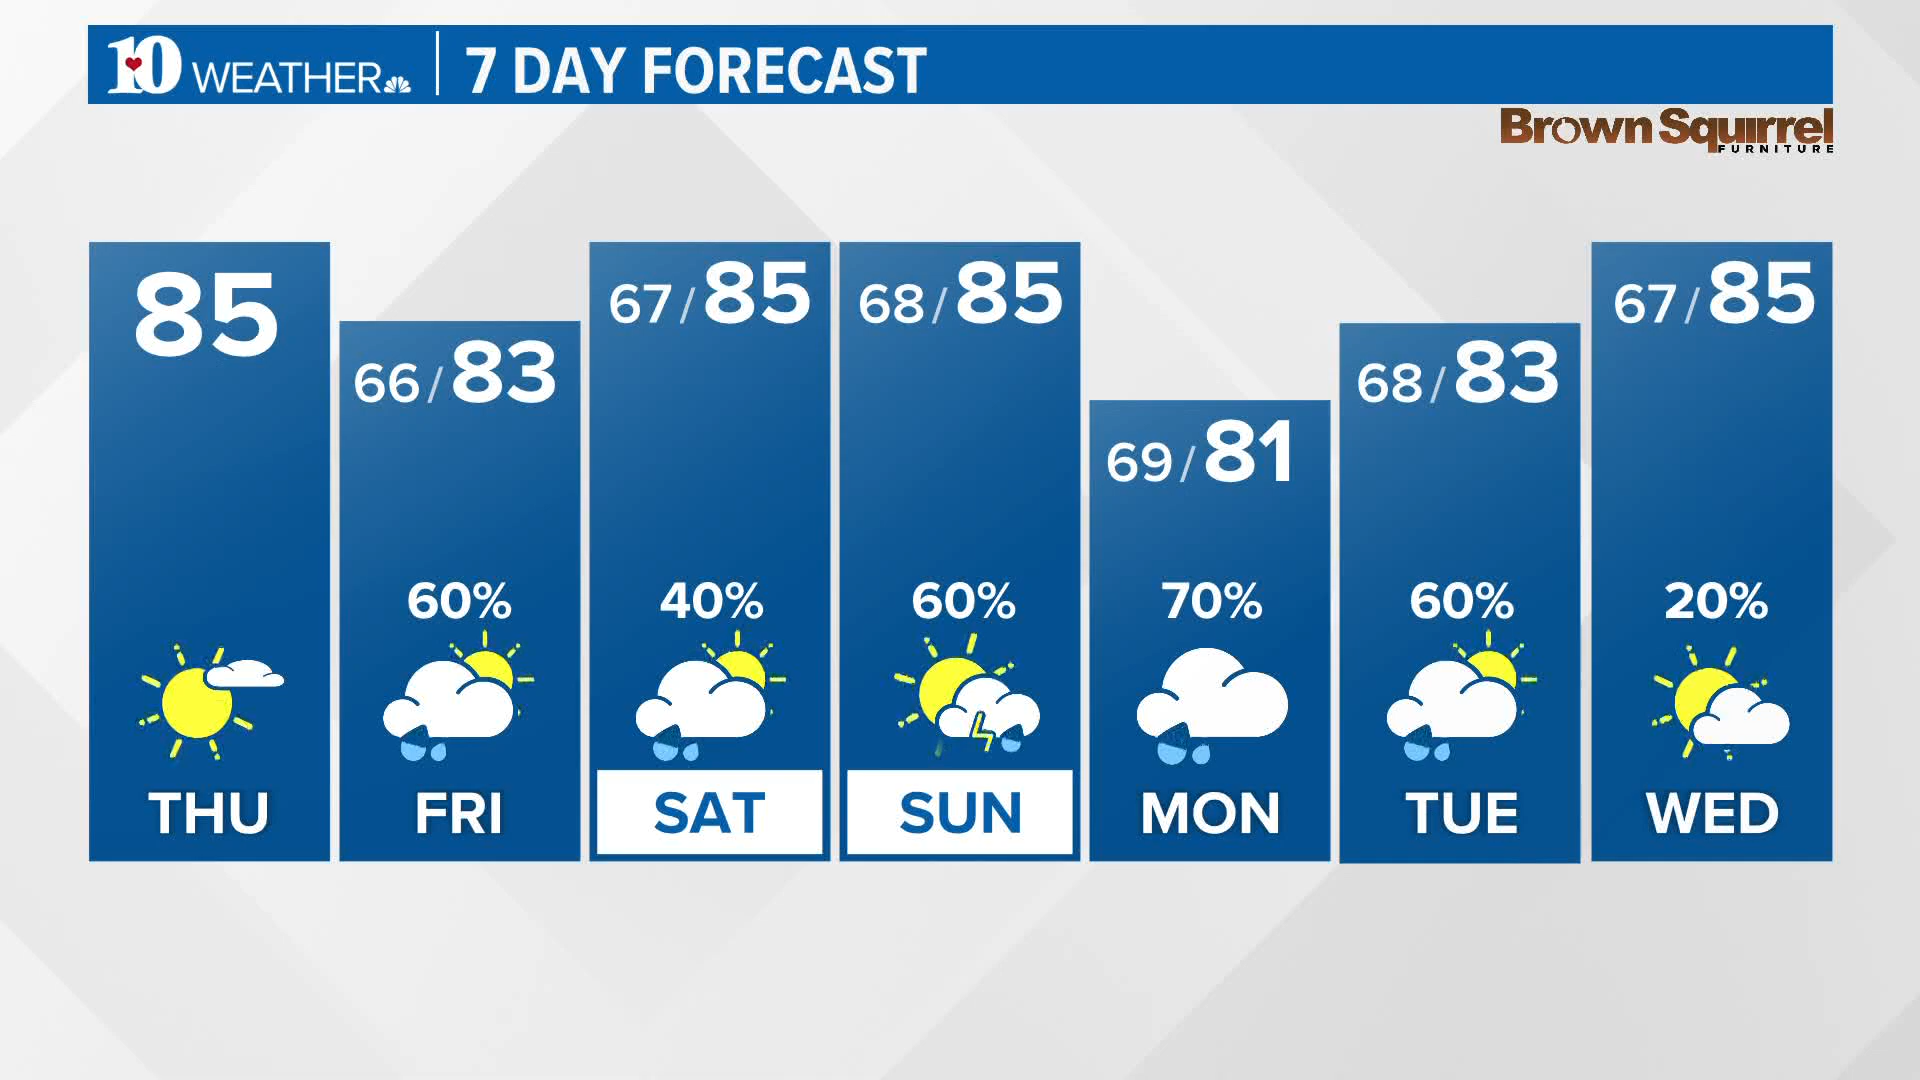 10 WEATHER 7 DAY FORECAST
Brown Squirrel
FURNITURE
85
THU
66/83
60%
FRI
67/85
40%
SAT
68/85
60%
SUN
69/81
70%
MON
68/83
60%
TUE
67/85
20%
WED